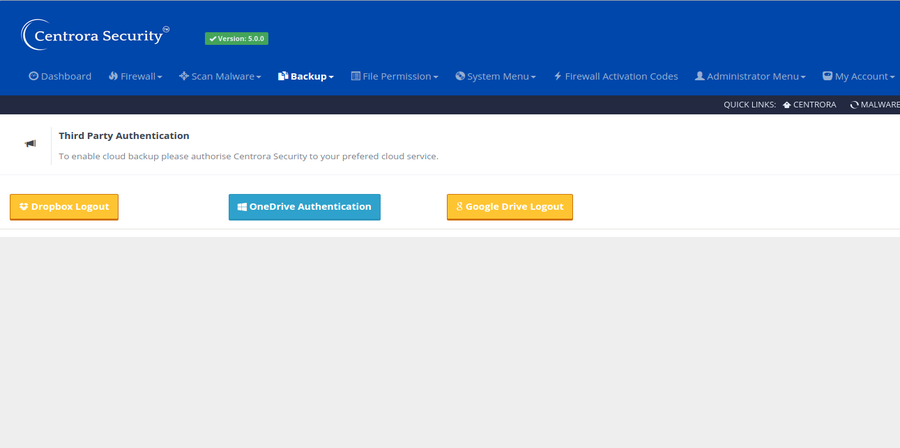 Centrora Security TM
Version: 5.0.0
Dashboard Firewall Scan Malware Backup File Permission System Menu Firewall Activation Codes Administrator Menu My Account
QUICK LINKS: CENTRORA MALWARE
Third Party Authentication
To enable cloud backup please authorise Centrora Security to your prefered cloud service.
Dropbox Logout OneDrive Authentication Google Drive Logout